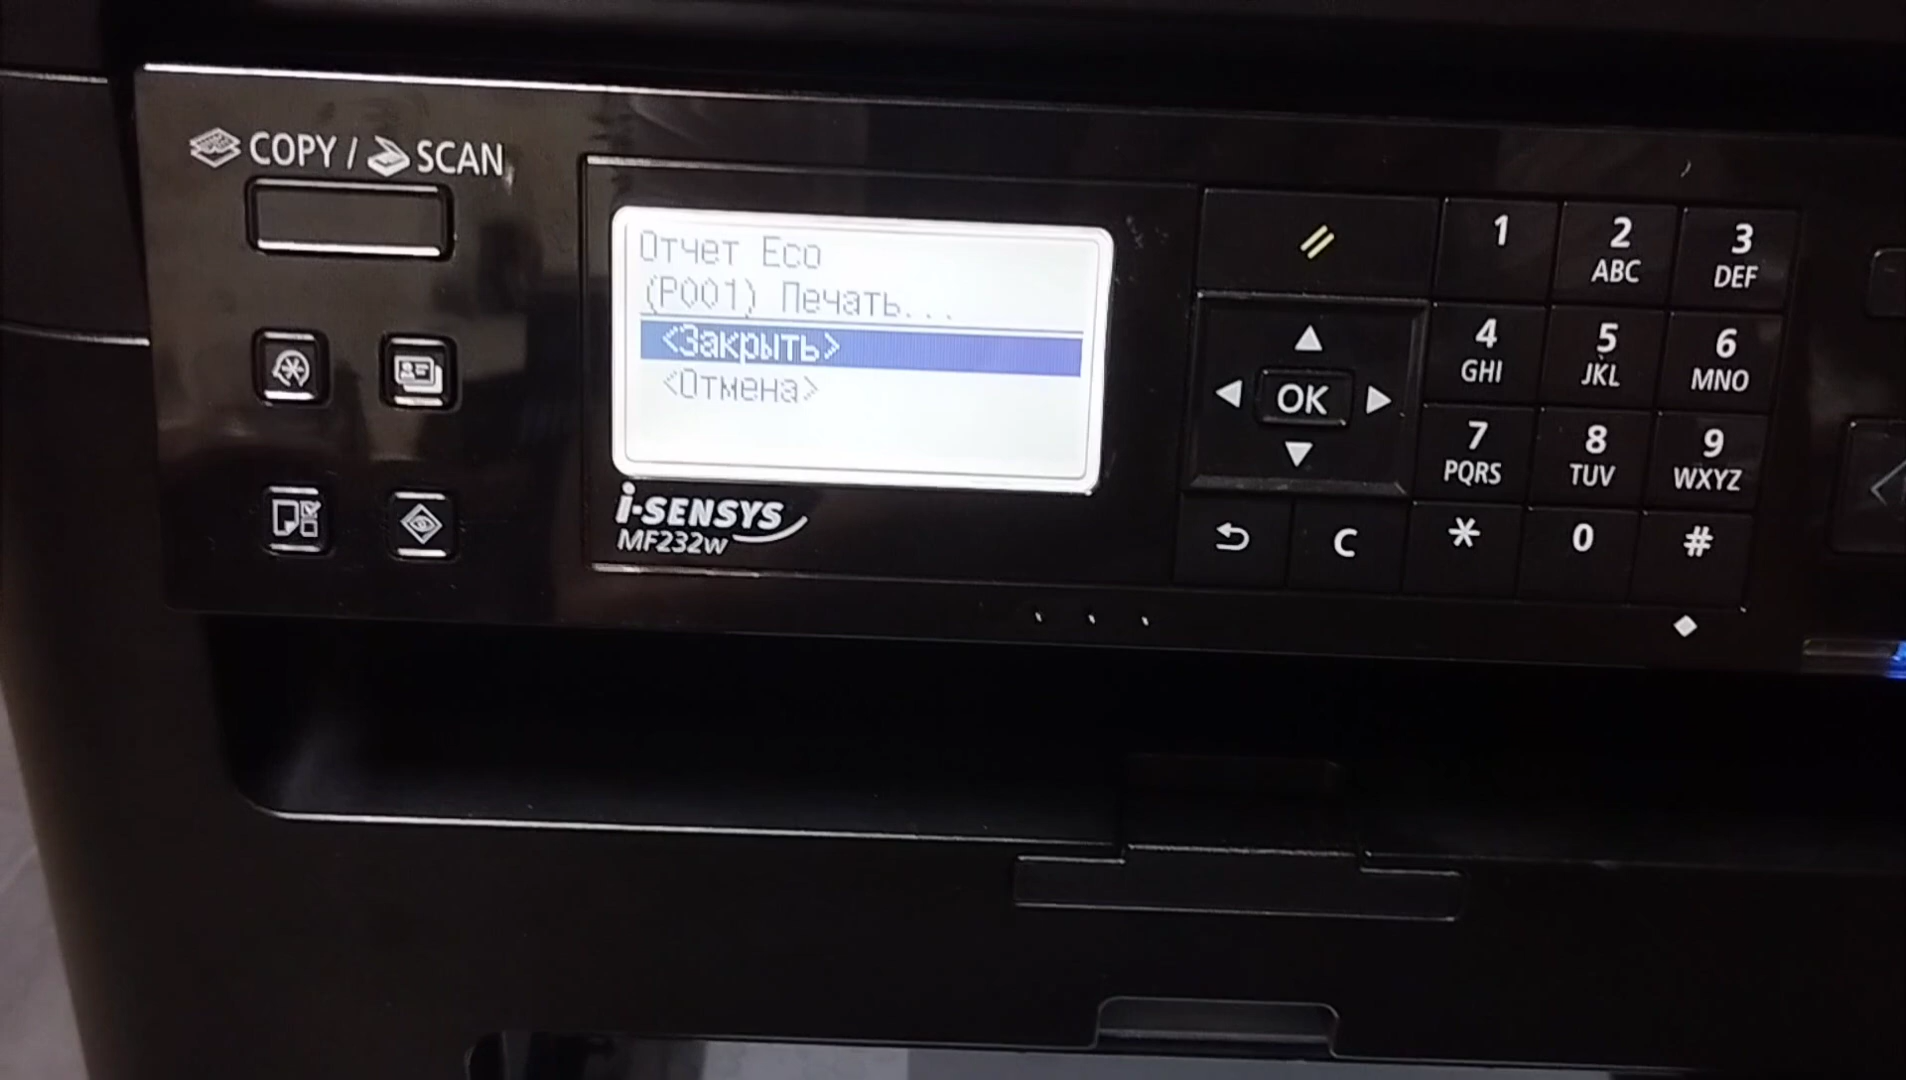 COPY / SCAN
Отчет Eco
(P001) Печать...
<Закрыть>
<Отмена>
i-SENSYS
MF232w
1
2
ABC
3
DEF
4
GHI
5
JKL
6
MNO
OK
7
PQRS
8
TUV
9
WXYZ
C
*
0
#